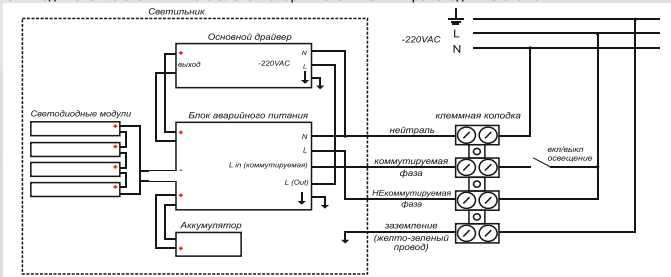 Светильник
Основной драйвер
-220VAC
L
N
+
выход
N
L
-220VAC
Светодиодные модули
+
+
+
+
Блок аварийного питания
+
-
+
N
L
L in (коммутируемая)
L (Out)
Аккумулятор
+
клеммная колодка
нейтраль
коммутируемая
фаза
НЕкоммутируемая
фаза
заземление
(желто-зеленый
провод)
вкл/выкл
освещение